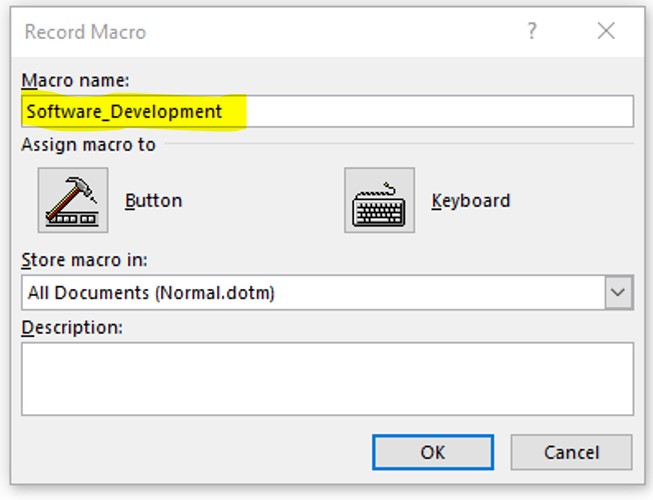 Record Macro ?
Macro name:
Software_Development
Assign macro to
Button Keyboard
Store macro in:
All Documents (Normal.dotm)
Description:
OK Cancel